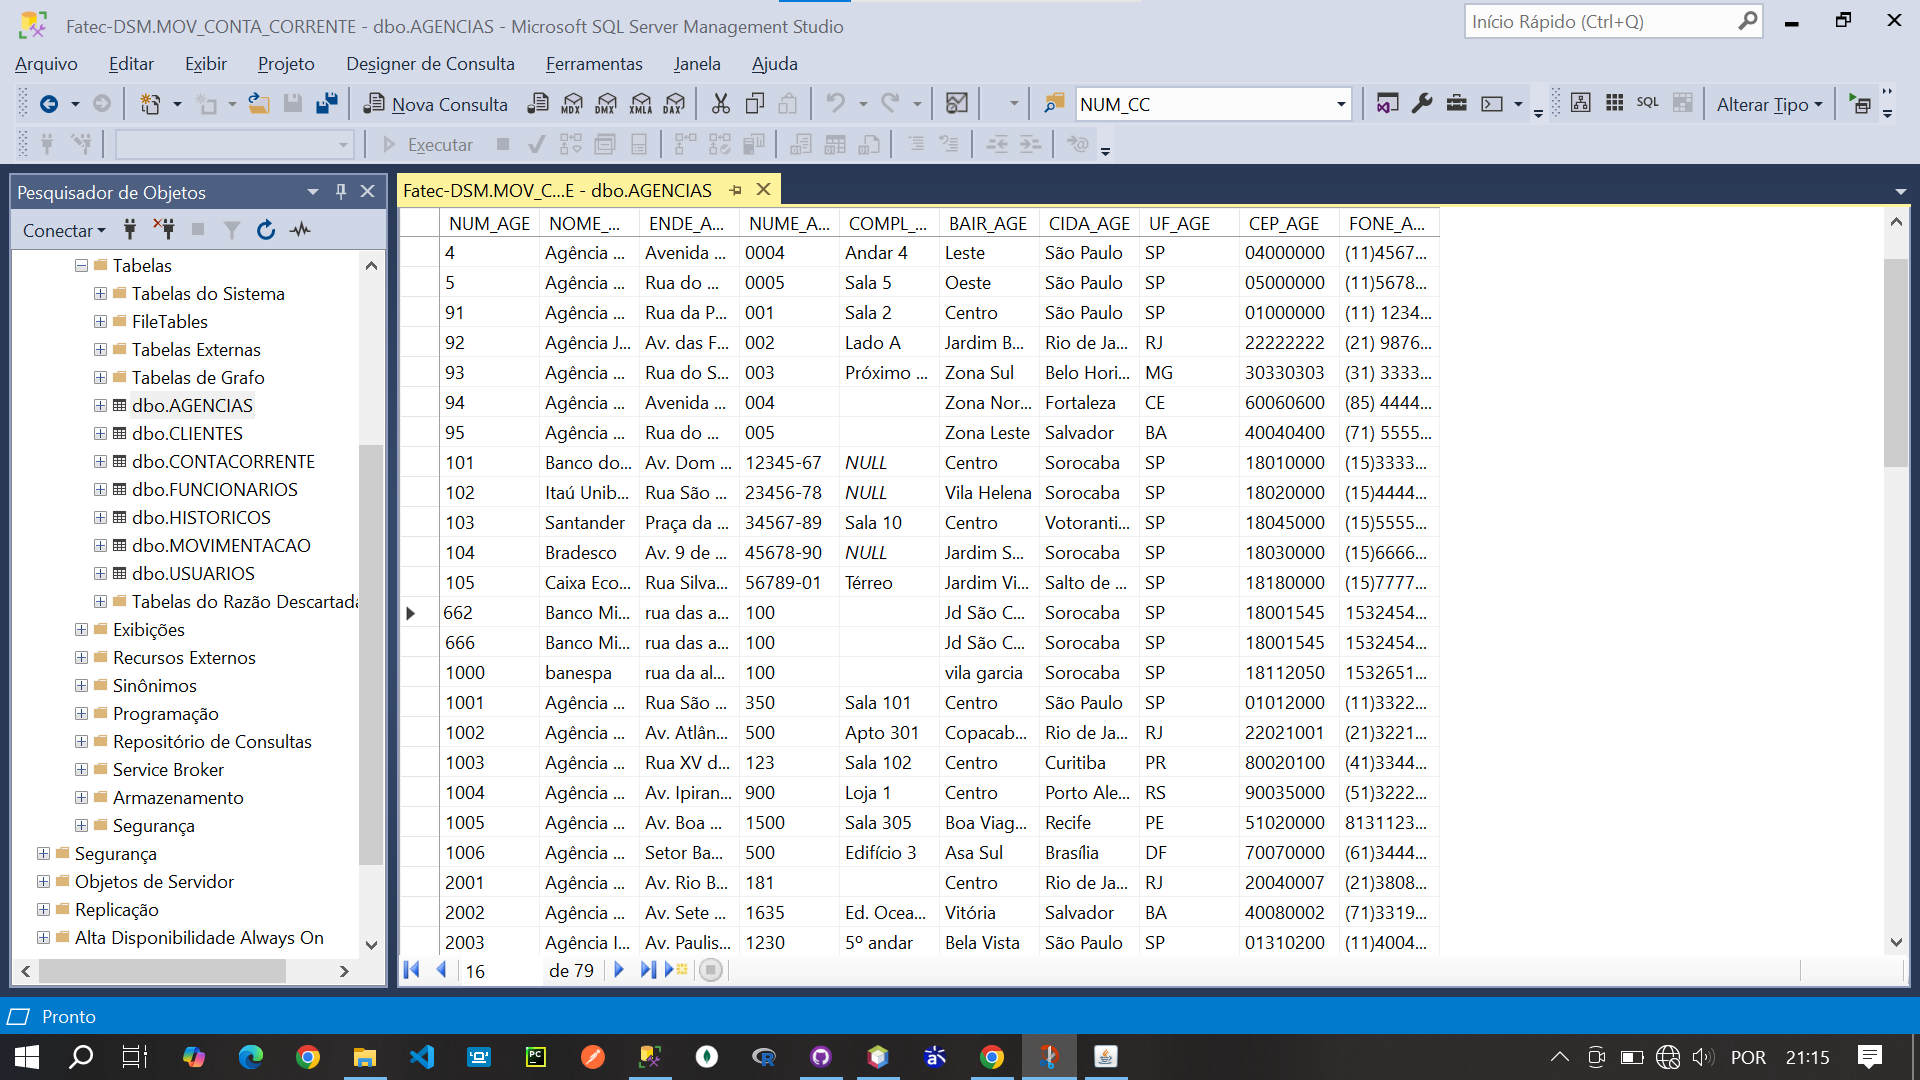 Fatec-DSM.MOV_CONTA_CORRENTE - dbo.AGENCIAS - Microsoft SQL Server Management Studio
Início Rápido (Ctrl+Q)
Arquivo Editar Exibir Projeto Designer de Consulta Ferramentas Janela Ajuda
Nova Consulta MDX DMX XMLA DAX NUM_CC SQL Alterar Tipo
Executar
Pesquisador de Objetos
Conectar
Tabelas
Tabelas do Sistema
FileTables
Tabelas Externas
Tabelas de Grafo
dbo.AGENCIAS
dbo.CLIENTES
dbo.CONTACORRENTE
dbo.FUNCIONARIOS
dbo.HISTORICOS
dbo.MOVIMENTACAO
dbo.USUARIOS
Tabelas do Razão Descartada
Exibições
Recursos Externos
Sinônimos
Programação
Repositório de Consultas
Service Broker
Armazenamento
Segurança
Segurança
Objetos de Servidor
Replicação
Alta Disponibilidade Always On
Fatec-DSM.MOV_C...E - dbo.AGENCIAS
NUM_AGE NOME_... ENDE_A... NUME_A... COMPL_... BAIR_AGE CIDA_AGE UF_AGE CEP_AGE FONE_A...
4 Agência ... Avenida ... 0004 Andar 4 Leste São Paulo SP 04000000 (11)4567...
5 Agência ... Rua do ... 0005 Sala 5 Oeste São Paulo SP 05000000 (11)5678...
91 Agência ... Rua da P... 001 Sala 2 Centro São Paulo SP 01000000 (11) 1234...
92 Agência J... Av. das F... 002 Lado A Jardim B... Rio de Ja... RJ 22222222 (21) 9876...
93 Agência ... Rua do S... 003 Próximo ... Zona Sul Belo Hori... MG 30330303 (31) 3333...
94 Agência ... Avenida ... 004 Zona Nor... Fortaleza CE 60060600 (85) 4444...
95 Agência ... Rua do ... 005 Zona Leste Salvador BA 40040400 (71) 5555...
101 Banco do... Av. Dom ... 12345-67 NULL Centro Sorocaba SP 18010000 (15)3333...
102 Itaú Unib... Rua São ... 23456-78 NULL Vila Helena Sorocaba SP 18020000 (15)4444...
103 Santander Praça da ... 34567-89 Sala 10 Centro Votoranti... SP 18045000 (15)5555...
104 Bradesco Av. 9 de ... 45678-90 NULL Jardim S... Sorocaba SP 18030000 (15)6666...
105 Caixa Eco... Rua Silva... 56789-01 Térreo Jardim Vi... Salto de ... SP 18180000 (15)7777...
662 Banco Mi... rua das a... 100 Jd São C... Sorocaba SP 18001545 1532454...
666 Banco Mi... rua das a... 100 Jd São C... Sorocaba SP 18001545 1532454...
1000 banespa rua da al... 100 vila garcia Sorocaba SP 18112050 1532651...
1001 Agência ... Rua São ... 350 Sala 101 Centro São Paulo SP 01012000 (11)3322...
1002 Agência ... Av. Atlân... 500 Apto 301 Copacab... Rio de Ja... RJ 22021001 (21)3221...
1003 Agência ... Rua XV d... 123 Sala 102 Centro Curitiba PR 80020100 (41)3344...
1004 Agência ... Av. Ipiran... 900 Loja 1 Centro Porto Ale... RS 90035000 (51)3222...
1005 Agência ... Av. Boa ... 1500 Sala 305 Boa Viag... Recife PE 51020000 8131123...
1006 Agência ... Setor Ba... 500 Edifício 3 Asa Sul Brasília DF 70070000 (61)3444...
2001 Agência ... Av. Rio B... 181 Centro Rio de Ja... RJ 20040007 (21)3808...
2002 Agência ... Av. Sete ... 1635 Ed. Ocea... Vitória Salvador BA 40080002 (71)3319...
2003 Agência I... Av. Paulis... 1230 5º andar Bela Vista São Paulo SP 01310200 (11)4004...
16 de 79
Pronto
POR 21:15